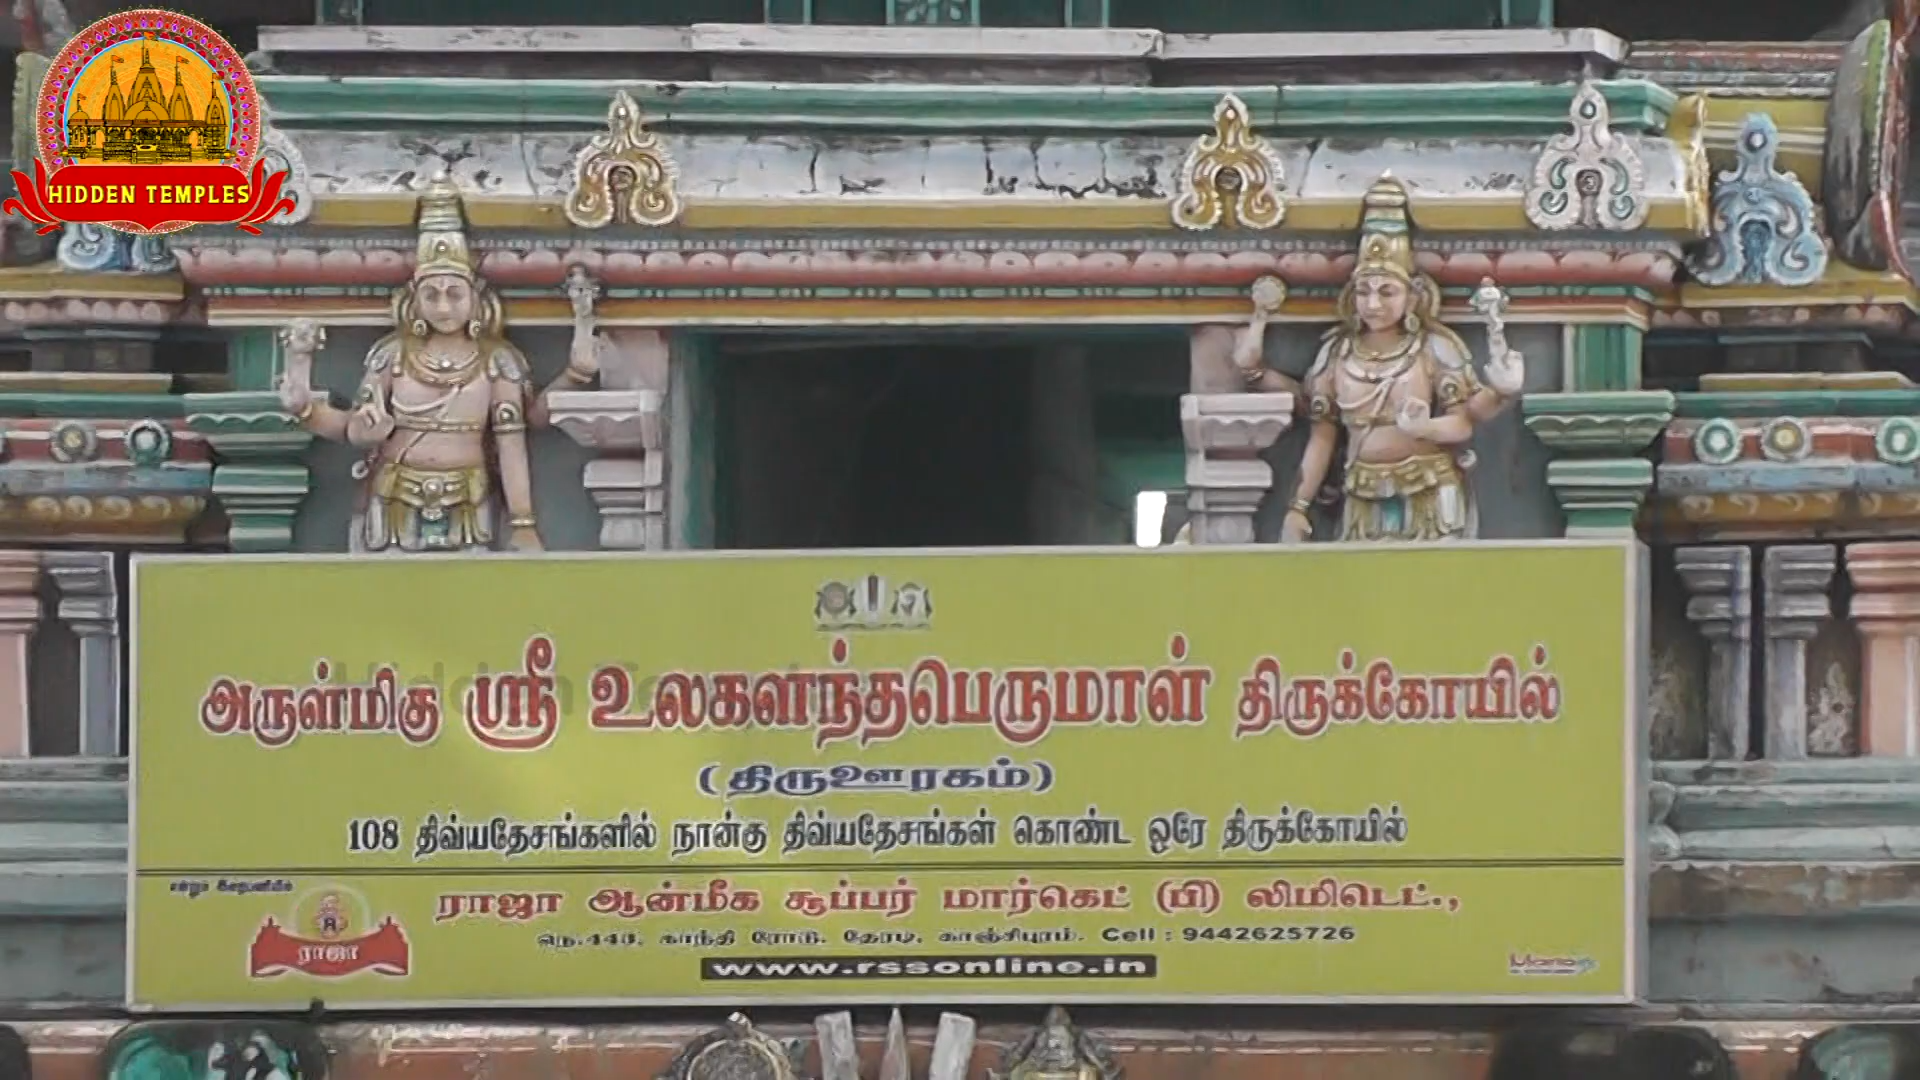 HIDDEN TEMPLES
அருள்மிகு ஸ்ரீ உலகளந்தபெருமாள் திருக்கோயில்
(திருஊரகம்)
108 திவ்யதேசங்களில் நான்கு திவ்யதேசங்கள் கொண்ட ஒரே திருக்கோயில்
ராஜா ஆன்மீக சூப்பர் மார்கெட் (பி) லிமிடெட்.,
ராஜா
காந்தி ரோடு, தேரடி, காஞ்சிபுரம். Cell : 9442625726
www.rssonline.in